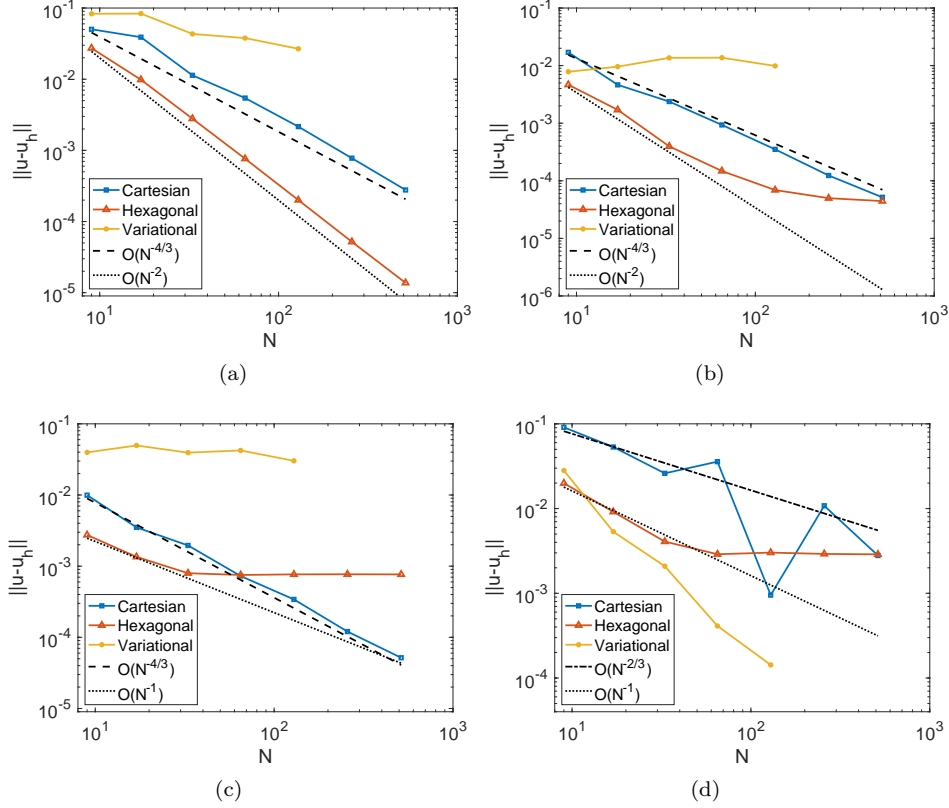 10^-1
10^-2
10^-3
10^-4
10^-5
||u-u_h||
Cartesian
Hexagonal
Variational
O(N^-4/3)
O(N^-2)
10^1
10^2
10^3
N
(a)
10^-1
10^-2
10^-3
10^-4
10^-5
10^-6
||u-u_h||
Cartesian
Hexagonal
Variational
O(N^-4/3)
O(N^-2)
10^1
10^2
10^3
N
(b)
10^-1
10^-2
10^-3
10^-4
10^-5
||u-u_h||
Cartesian
Hexagonal
Variational
O(N^-4/3)
O(N^-1)
10^1
10^2
10^3
N
(c)
10^-1
10^-2
10^-3
10^-4
||u-u_h||
Cartesian
Hexagonal
Variational
O(N^-2/3)
O(N^-1)
10^1
10^2
10^3
N
(d)